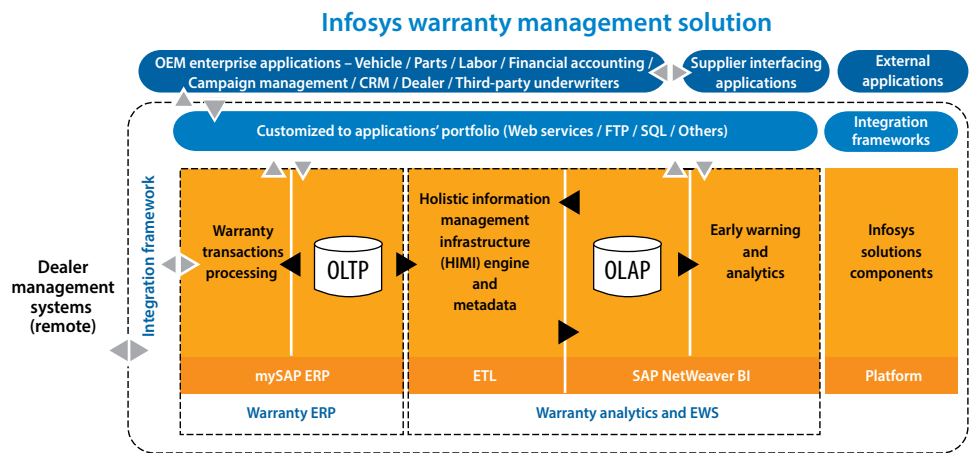 Infosys warranty management solution
OEM enterprise applications – Vehicle / Parts / Labor / Financial accounting /
Campaign management / CRM / Dealer / Third-party underwriters
Supplier interfacing
applications
External
applications
Customized to applications' portfolio (Web services / FTP / SQL / Others)
Integration
frameworks
Dealer
management
systems
(remote)
Integration framework
Warranty
transactions
processing
OLTP
Holistic information
management
infrastructure
(HIMI) engine
and
metadata
OLAP
Early warning
and
analytics
Infosys
solutions
components
mySAP ERP
ETL
SAP NetWeaver BI
Platform
Warranty ERP
Warranty analytics and EWS